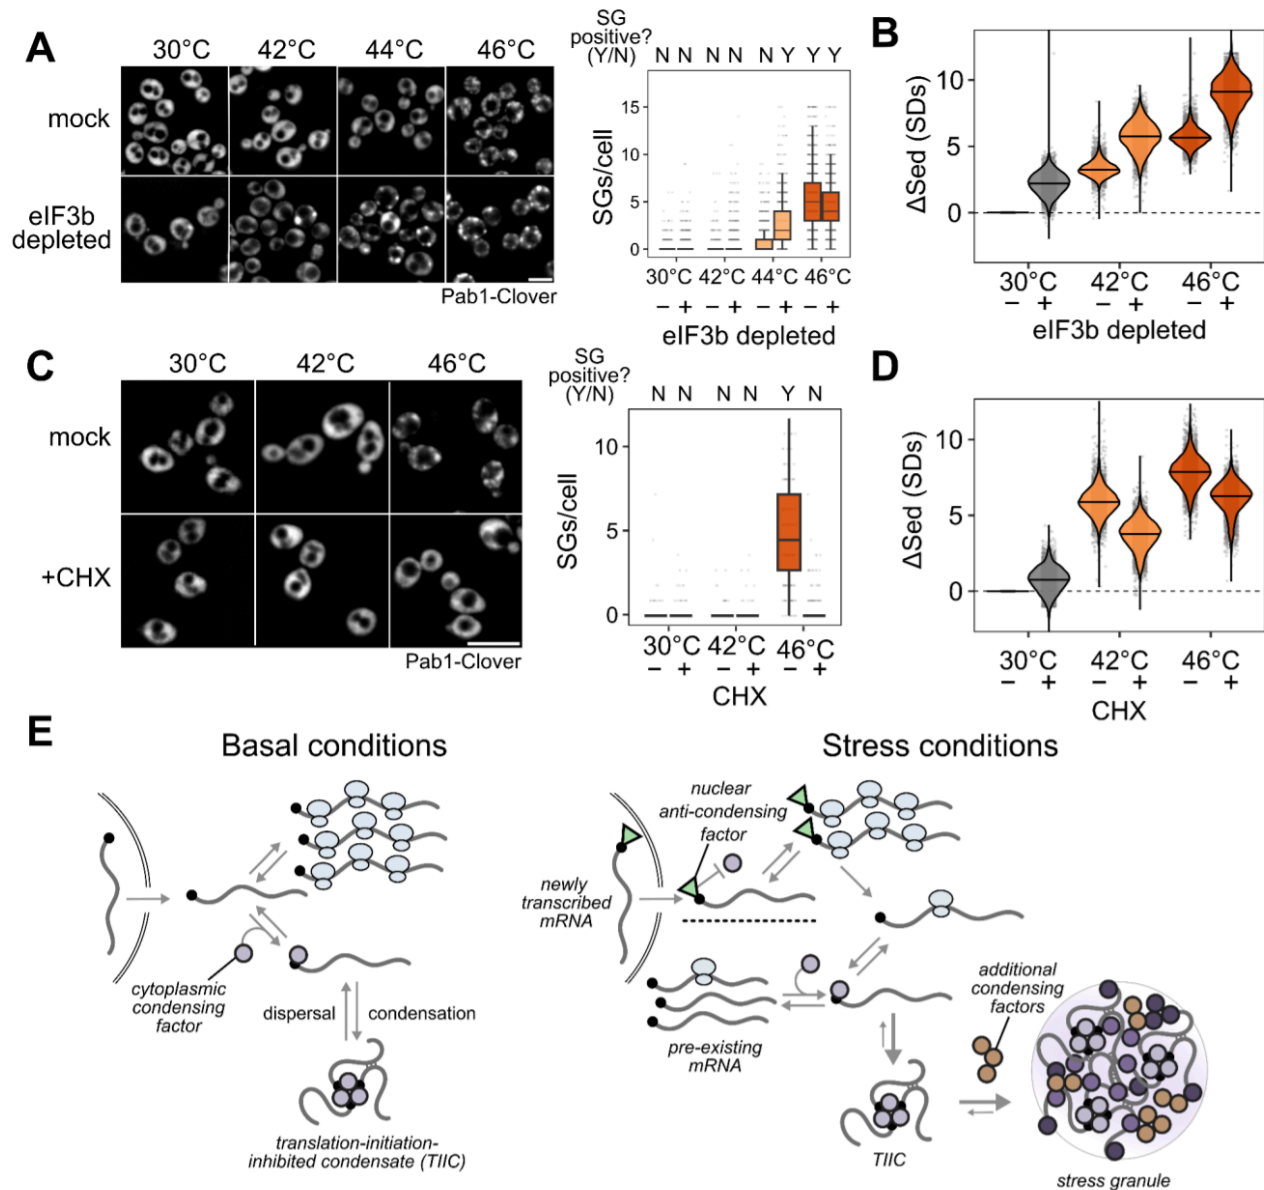 A
30°C 42°C 44°C 46°C
mock
eIF3b
depleted
Pab1-Clover
SG
positive?
(Y/N)
N N N N N Y Y Y
SGs/cell
15
10
5
0
30°C 42°C 44°C 46°C
− + − + − + − +
eIF3b depleted
B
ΔSed (SDs)
10
5
0
30°C 42°C 46°C
− + − + − +
eIF3b depleted
C
30°C 42°C 46°C
mock
+CHX
Pab1-Clover
SG
positive?
(Y/N)
N N N N Y N
SGs/cell
10
5
0
30°C 42°C 46°C
− + − + − +
CHX
D
ΔSed (SDs)
10
5
0
30°C 42°C 46°C
− + − + − +
CHX
E
Basal conditions
cytoplasmic
condensing
factor
dispersal
condensation
translation-initiation-
inhibited condensate (TIIC)
Stress conditions
nuclear
anti-condensing
factor
newly
transcribed
mRNA
pre-existing
mRNA
additional
condensing
factors
TIIC
stress granule